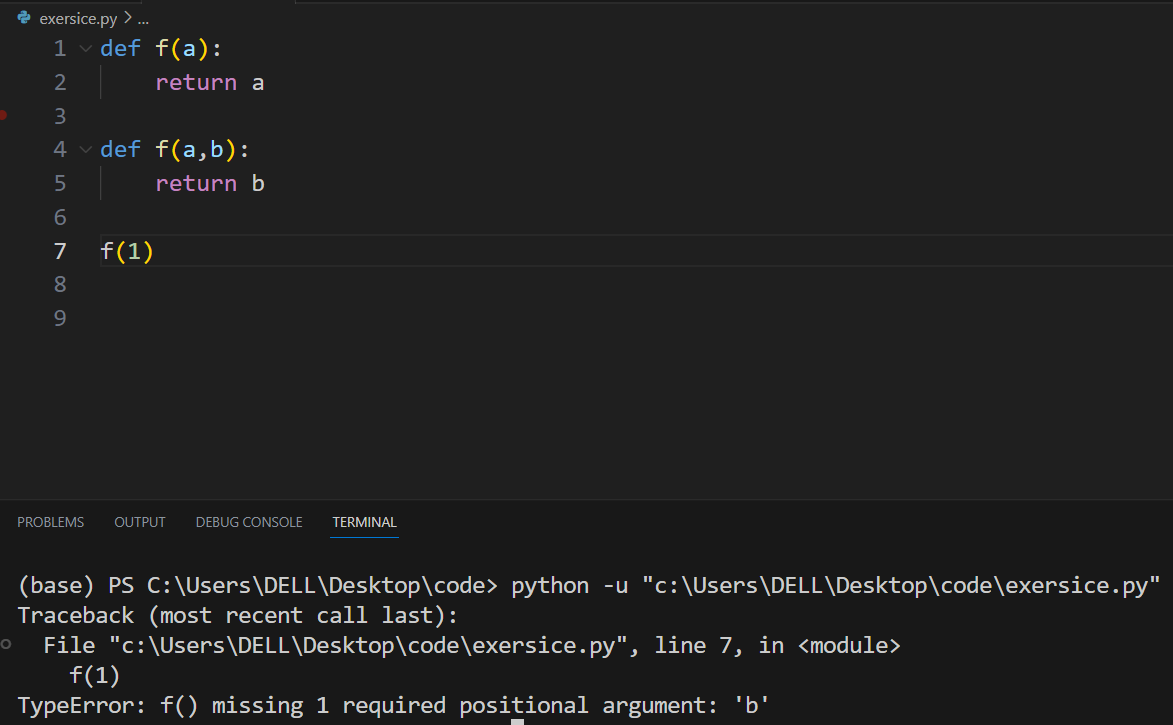 exersice.py > ...
1 def f(a):
2     return a
3
4 def f(a,b):
5     return b
6
7 f(1)
8
9
PROBLEMS OUTPUT DEBUG CONSOLE TERMINAL
(base) PS C:\Users\DELL\Desktop\code> python -u "c:\Users\DELL\Desktop\code\exersice.py"
Traceback (most recent call last):
  File "c:\Users\DELL\Desktop\code\exersice.py", line 7, in <module>
    f(1)
TypeError: f() missing 1 required positional argument: 'b'